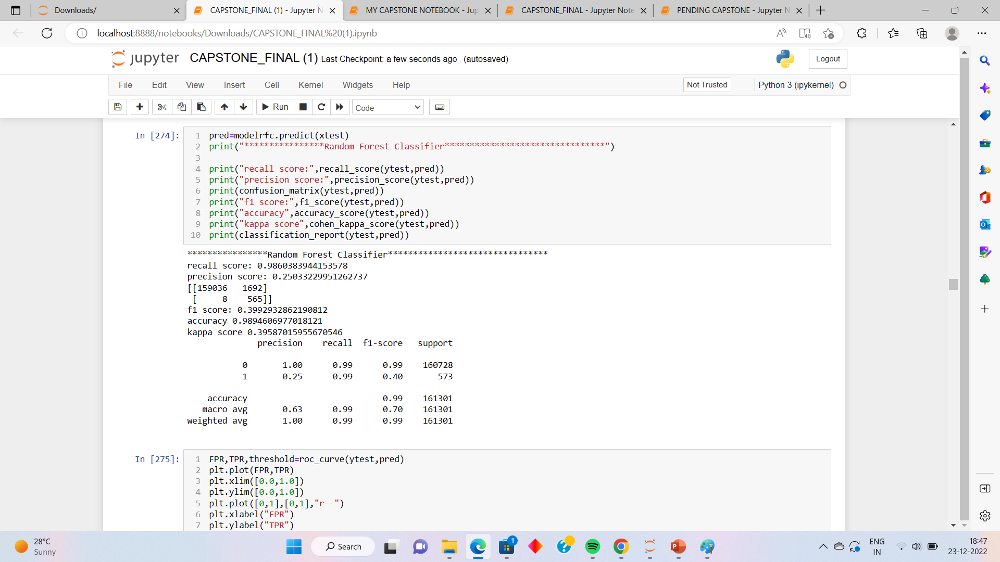 Downloads/
CAPSTONE_FINAL (1) - Jupyter N
MY CAPSTONE NOTEBOOK - Jup
CAPSTONE_FINAL - Jupyter Note
PENDING CAPSTONE - Jupyter N
localhost:8888/notebooks/Downloads/CAPSTONE_FINAL%20(1).ipynb
jupyter CAPSTONE_FINAL (1) Last Checkpoint: a few seconds ago (autosaved)
Logout
File Edit View Insert Cell Kernel Widgets Help
Not Trusted
Python 3 (ipykernel)
Run
Code
In [274]:
1 pred=modelrfc.predict(xtest)
2 print("****************Random Forest Classifier********************************")
3
4 print("recall score:",recall_score(ytest,pred))
5 print("precision score:",precision_score(ytest,pred))
6 print(confusion_matrix(ytest,pred))
7 print("f1 score:",f1_score(ytest,pred))
8 print("accuracy",accuracy_score(ytest,pred))
9 print("kappa score",cohen_kappa_score(ytest,pred))
10 print(classification_report(ytest,pred))
****************Random Forest Classifier********************************
recall score: 0.9860383944153578
precision score: 0.25033229951262737
[[159036   1692]
 [     8    565]]
f1 score: 0.3992932862190812
accuracy 0.9894606977018121
kappa score 0.39587015955670546
precision recall f1-score support
0 1.00 0.99 0.99 160728
1 0.25 0.99 0.40 573
accuracy 0.99 161301
macro avg 0.63 0.99 0.70 161301
weighted avg 1.00 0.99 0.99 161301
In [275]:
1 FPR,TPR,threshold=roc_curve(ytest,pred)
2 plt.plot(FPR,TPR)
3 plt.xlim([0.0,1.0])
4 plt.ylim([0.0,1.0])
5 plt.plot([0,1],[0,1],"r--")
6 plt.xlabel("FPR")
7 plt.ylabel("TPR")
28°C
Sunny
Search
1
ENG
IN
18:47
23-12-2022